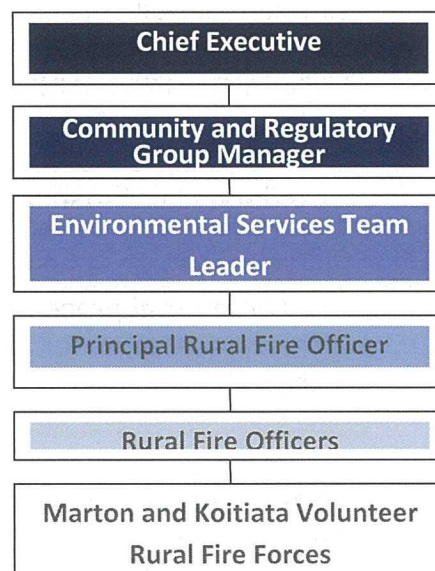 Chief Executive
Community and Regulatory
Group Manager
Environmental Services Team
Leader
Principal Rural Fire Officer
Rural Fire Officers
Marton and Koitiata Volunteer
Rural Fire Forces